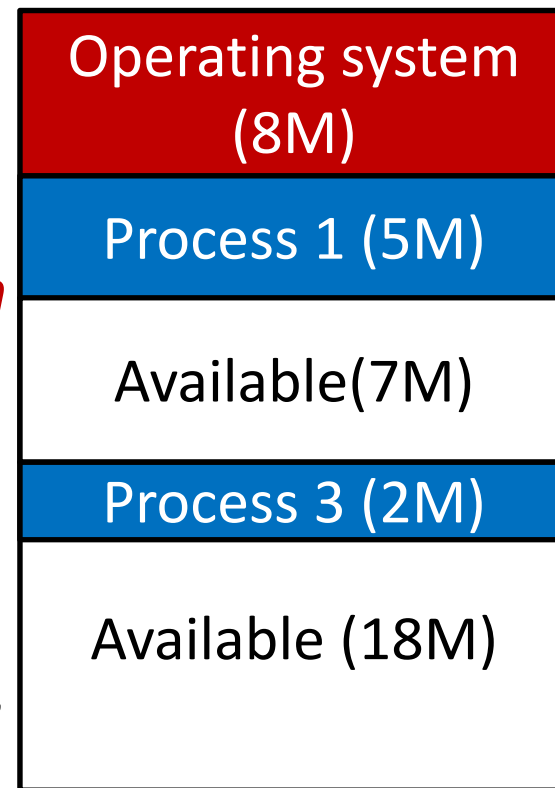 Operating system
(8M)
Process 1 (5M)
Available(7M)
Process 3 (2M)
Available (18M)